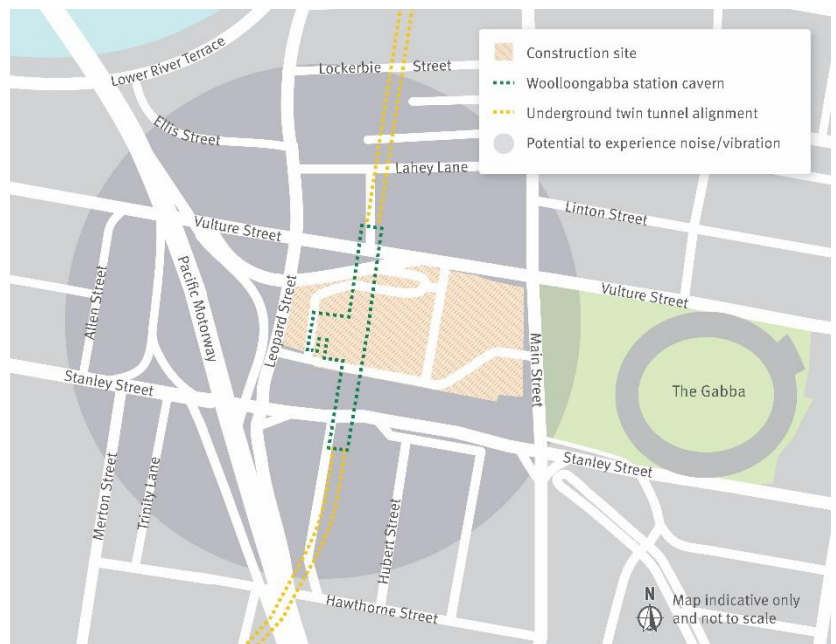 Lower River Terrace
Lockerbie Street
Construction site
Woolloongabba station cavern
Underground twin tunnel alignment
Potential to experience noise/vibration
Ellis Street
Lahey Lane
Linton Street
Vulture Street
Vulture Street
Allen Street
Pacific Motorway
Leopard Street
Main Street
The Gabba
Stanley Street
Stanley Street
Merton Street
Trinity Lane
Hubert Street
Hawthorne Street
N
Map indicative only
and not to scale